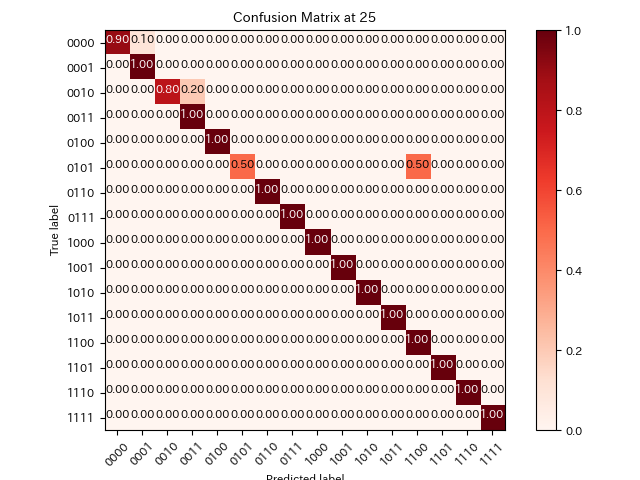 Confusion Matrix at 25
0000 0.90 0.10 0.00 0.00 0.00 0.00 0.00 0.00 0.00 0.00 0.00 0.00 0.00 0.00 0.00 0.00
0001 0.00 1.00 0.00 0.00 0.00 0.00 0.00 0.00 0.00 0.00 0.00 0.00 0.00 0.00 0.00 0.00
0010 0.00 0.00 0.80 0.20 0.00 0.00 0.00 0.00 0.00 0.00 0.00 0.00 0.00 0.00 0.00 0.00
0011 0.00 0.00 0.00 1.00 0.00 0.00 0.00 0.00 0.00 0.00 0.00 0.00 0.00 0.00 0.00 0.00
0100 0.00 0.00 0.00 0.00 1.00 0.00 0.00 0.00 0.00 0.00 0.00 0.00 0.00 0.00 0.00 0.00
0101 0.00 0.00 0.00 0.00 0.00 0.50 0.00 0.00 0.00 0.00 0.00 0.00 0.50 0.00 0.00 0.00
0110 0.00 0.00 0.00 0.00 0.00 0.00 1.00 0.00 0.00 0.00 0.00 0.00 0.00 0.00 0.00 0.00
0111 0.00 0.00 0.00 0.00 0.00 0.00 0.00 1.00 0.00 0.00 0.00 0.00 0.00 0.00 0.00 0.00
1000 0.00 0.00 0.00 0.00 0.00 0.00 0.00 0.00 1.00 0.00 0.00 0.00 0.00 0.00 0.00 0.00
1001 0.00 0.00 0.00 0.00 0.00 0.00 0.00 0.00 0.00 1.00 0.00 0.00 0.00 0.00 0.00 0.00
1010 0.00 0.00 0.00 0.00 0.00 0.00 0.00 0.00 0.00 0.00 1.00 0.00 0.00 0.00 0.00 0.00
1011 0.00 0.00 0.00 0.00 0.00 0.00 0.00 0.00 0.00 0.00 0.00 1.00 0.00 0.00 0.00 0.00
1100 0.00 0.00 0.00 0.00 0.00 0.00 0.00 0.00 0.00 0.00 0.00 0.00 1.00 0.00 0.00 0.00
1101 0.00 0.00 0.00 0.00 0.00 0.00 0.00 0.00 0.00 0.00 0.00 0.00 0.00 1.00 0.00 0.00
1110 0.00 0.00 0.00 0.00 0.00 0.00 0.00 0.00 0.00 0.00 0.00 0.00 0.00 0.00 1.00 0.00
1111 0.00 0.00 0.00 0.00 0.00 0.00 0.00 0.00 0.00 0.00 0.00 0.00 0.00 0.00 0.00 1.00
True label
0000 0001 0010 0011 0100 0101 0110 0111 1000 1001 1010 1011 1100 1101 1110 1111
Predicted label
1.0
0.8
0.6
0.4
0.2
0.0